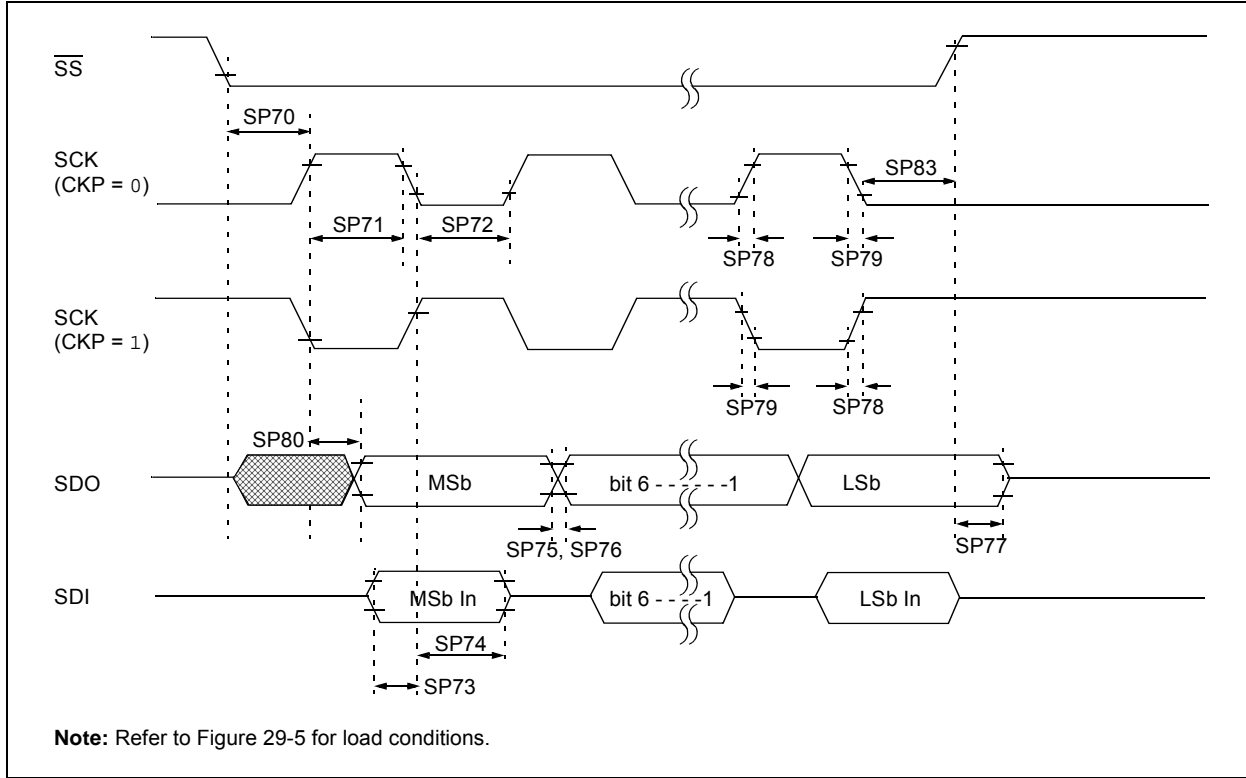 SS
SP70
SCK
(CKP = 0)
SP83
SP71
SP72
SP78
SP79
SCK
(CKP = 1)
SP79
SP78
SP80
SDO
MSb
bit 6 - - - - - - -1
LSb
SP75, SP76
SP77
SDI
MSb In
bit 6 - - - - -1
LSb In
SP74
SP73
Note: Refer to Figure 29-5 for load conditions.